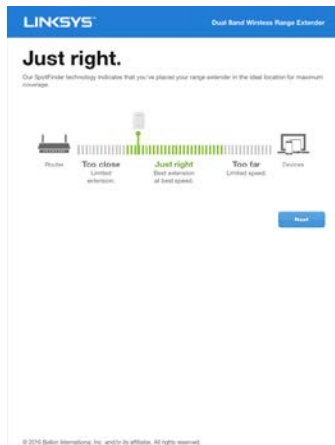 LINKSYS
Dual Band Wireless Range Extender
Just right.
Our SpotFinder technology indicates that you've placed your range extender in the ideal location for maximum
coverage.
Router
Too close
Limited
extension.
Just right
Best extension
at best speed.
Too far
Limited speed.
Devices
Next
© 2016 Belkin International, Inc. and/or its affiliates. All rights reserved.